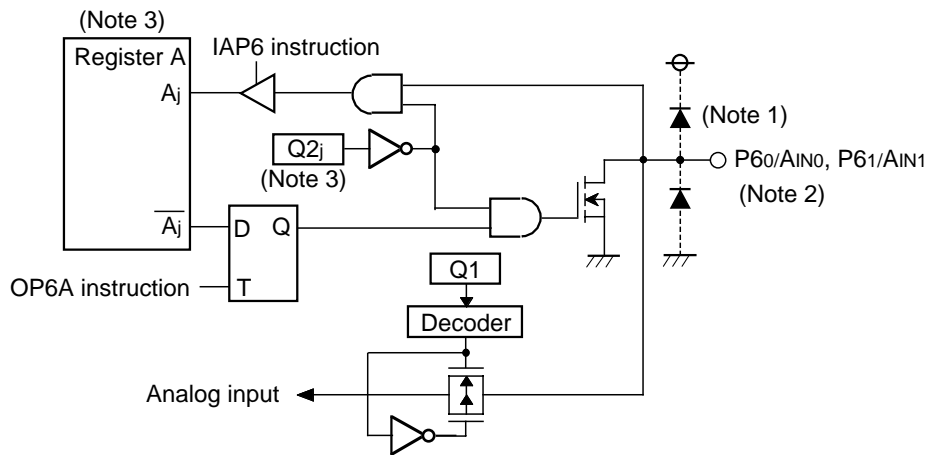 (Note 3)
IAP6 instruction
Register A
Aj
(Note 1)
Q2j
P60/AIN0, P61/AIN1
(Note 3)
(Note 2)
A̅j̅
D Q
Q1
OP6A instruction
T
Decoder
Analog input